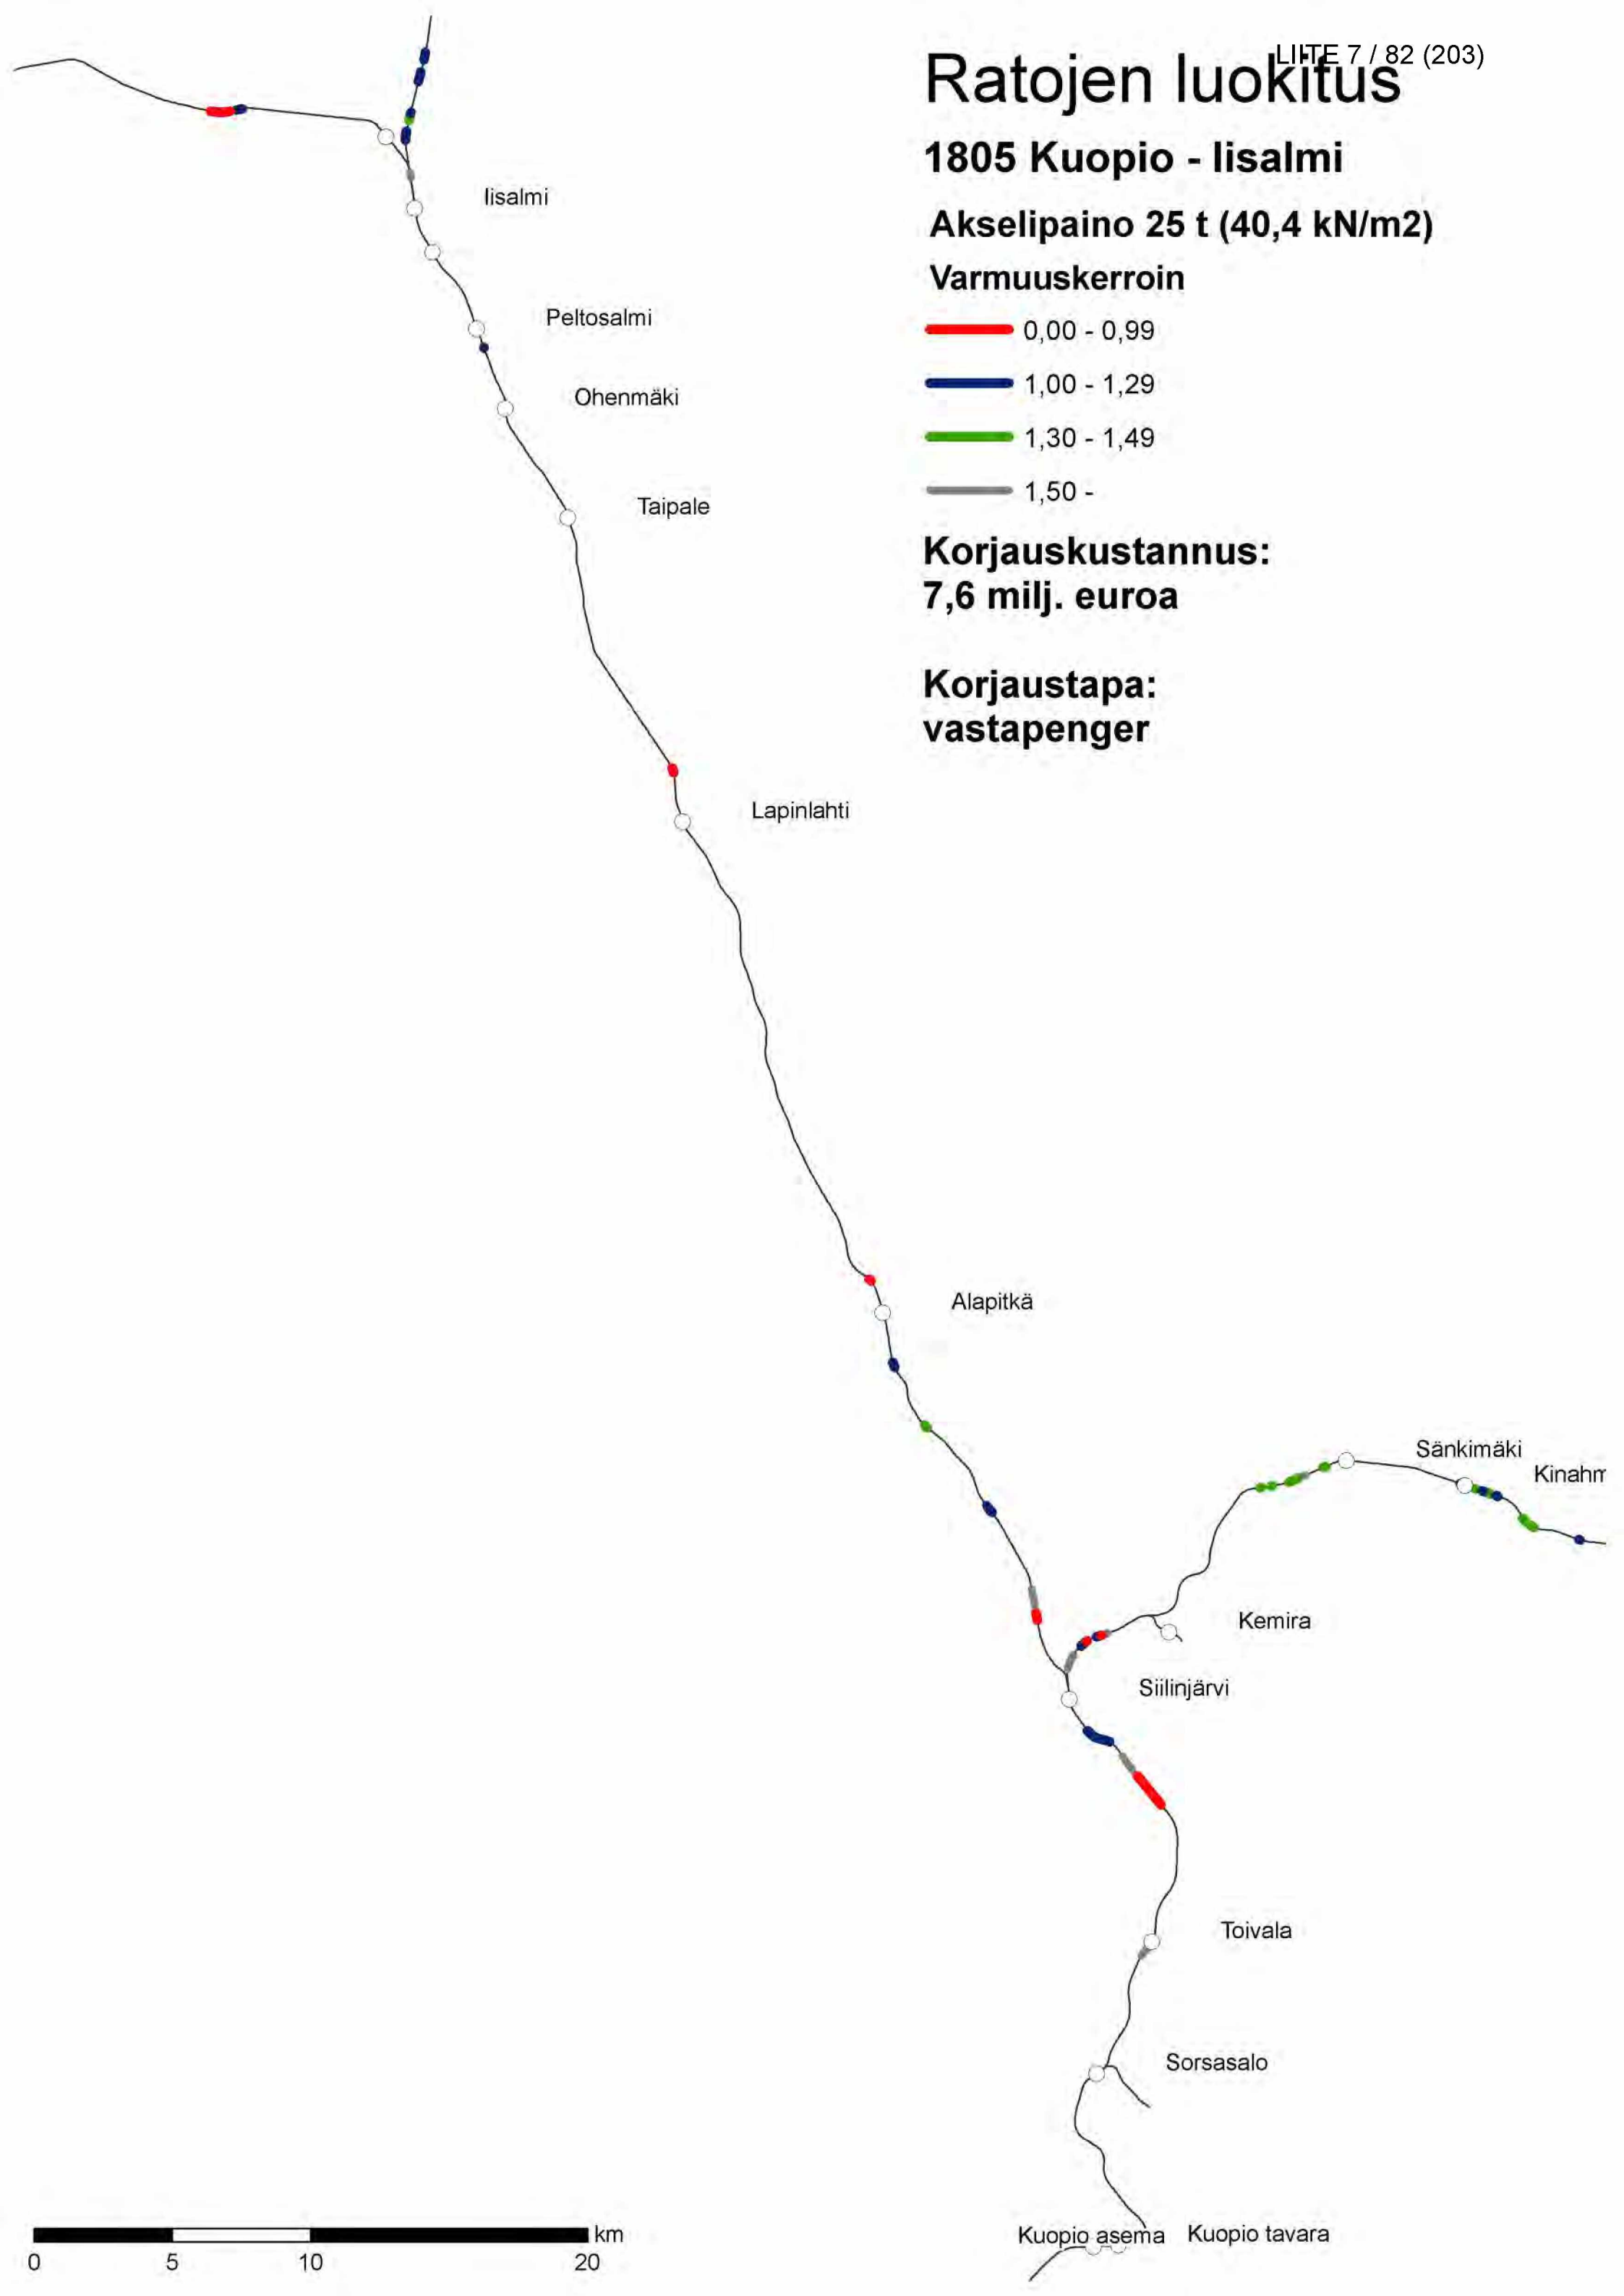 LIITE 7 / 82 (203)
Ratojen luokitus
1805 Kuopio - Iisalmi
Akselipaino 25 t (40,4 kN/m2)
Varmuuskerroin
0,00 - 0,99
1,00 - 1,29
1,30 - 1,49
1,50 -
Korjauskustannus:
7,6 milj. euroa
Korjaustapa:
vastapenger
Iisalmi
Peltosalmi
Ohenmäki
Taipale
Lapinlahti
Alapitkä
Sänkimäki
Kinahm
Kemira
Siilinjärvi
Toivala
Sorsasalo
Kuopio asema
Kuopio tavara
km
0 5 10 20